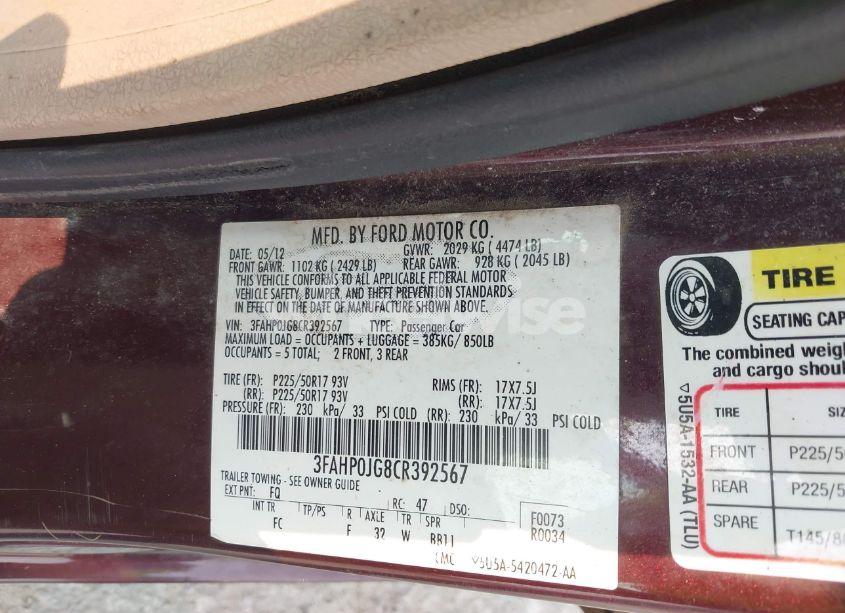 MFD. BY FORD MOTOR CO.
DATE: 05/12 GVWR: 2029 KG ( 4474 LB)
FRONT GAWR: 1102 KG ( 2429 LB) REAR GAWR: 928 KG ( 2045 LB)
THIS VEHICLE CONFORMS TO ALL APPLICABLE FEDERAL MOTOR
VEHICLE SAFETY, BUMPER, AND THEFT PREVENTION STANDARDS
IN EFFECT ON THE DATE OF MANUFACTURE SHOWN ABOVE.
VIN: 3FAHP0JG8CR392567 TYPE: Passenger Car
MAXIMUM LOAD = OCCUPANTS + LUGGAGE = 385KG/ 850LB
OCCUPANTS = 5 TOTAL; 2 FRONT, 3 REAR
TIRE (FR): P225/50R17 93V RIMS (FR): 17X7.5J
(RR): P225/50R17 93V (RR): 17X7.5J
PRESSURE (FR): 230 kPa/ 33 PSI COLD (RR): 230 kPa/ 33 PSI COLD
3FAHP0JG8CR392567
TRAILER TOWING - SEE OWNER GUIDE
EXT PNT: FQ RC: 47 DSO:
INT TR TP/PS R AXLE TR SPR F0073
FC F 32 W BB11 R0034
▽5U5A-5420472-AA
TIRE
SEATING CAP
The combined weigh
and cargo shoul
TIRE SIZ
FRONT P225/50
REAR P225/5
SPARE T145/80
▽5U5A-1532-AA (TLU)